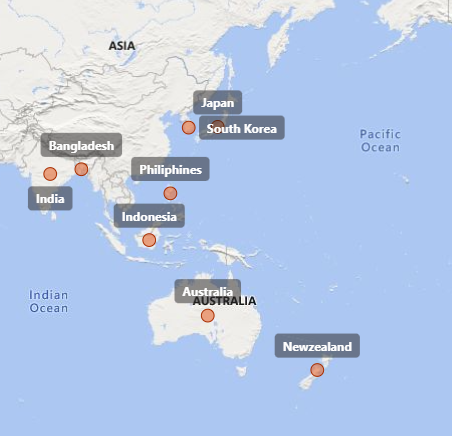 ASIA
Japan
South Korea
Pacific
Ocean
Bangladesh
Philiphines
India
Indonesia
Indian
Ocean
Australia
AUSTRALIA
Newzealand